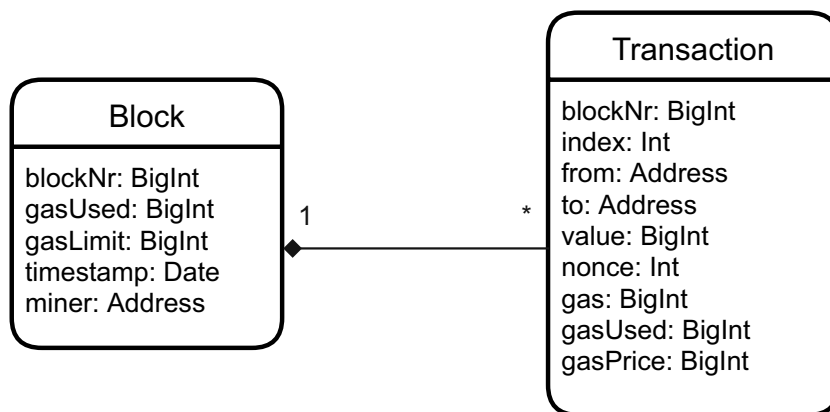 Block
blockNr: BigInt
gasUsed: BigInt
gasLimit: BigInt
timestamp: Date
miner: Address
1
*
Transaction
blockNr: BigInt
index: Int
from: Address
to: Address
value: BigInt
nonce: Int
gas: BigInt
gasUsed: BigInt
gasPrice: BigInt